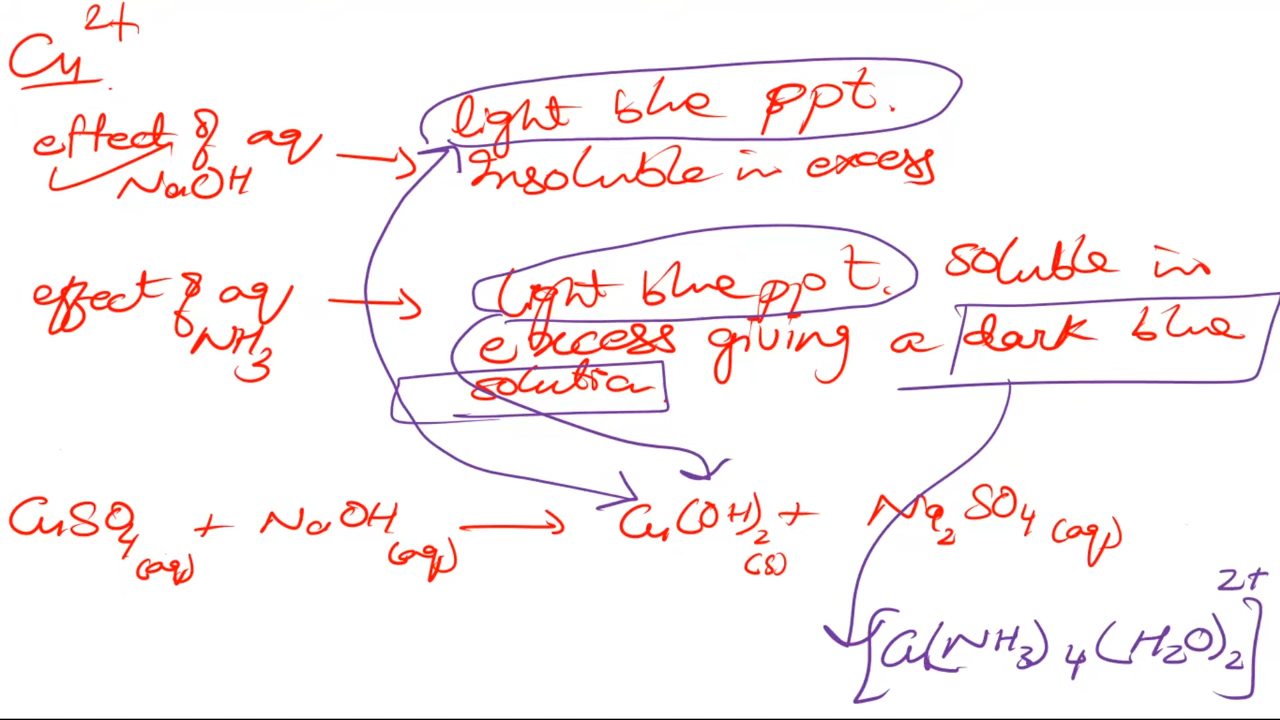 Cu²⁺
effect of aq NaOH → light blue ppt.
Insoluble in excess
effect of aq NH₃ → light blue ppt. soluble in
excess giving a dark blue
solution
CuSO₄(aq) + NaOH(aq) → Cu(OH)₂(s) + Na₂SO₄(aq)
[Cu(NH₃)₄(H₂O)₂]²⁺